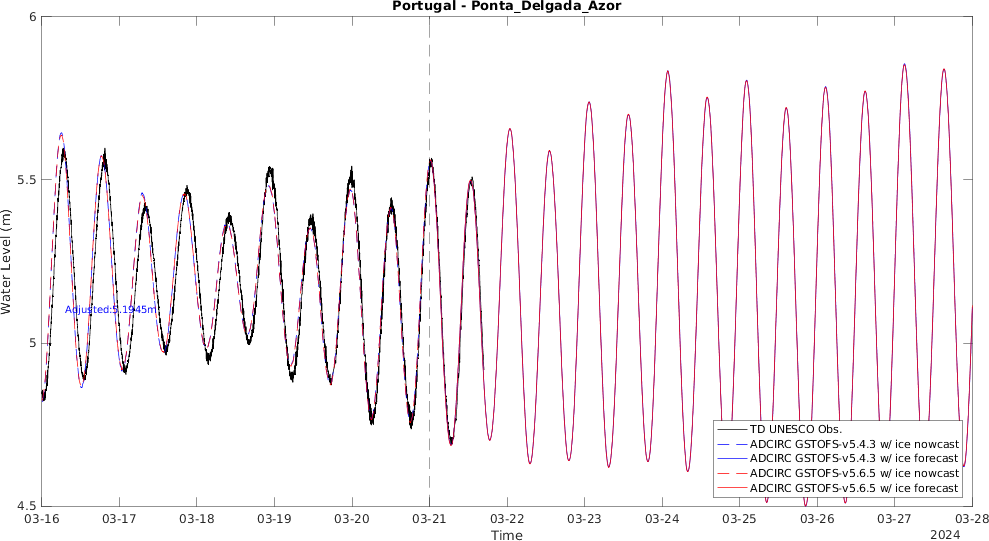 Portugal - Ponta_Delgada_Azor
6
5.5
5
4.5
Water Level (m)
Adjusted:5.1945m
TD UNESCO Obs.
ADCIRC GSTOFS-v5.4.3 w/ ice nowcast
ADCIRC GSTOFS-v5.4.3 w/ ice forecast
ADCIRC GSTOFS-v5.6.5 w/ ice nowcast
ADCIRC GSTOFS-v5.6.5 w/ ice forecast
03-16 03-17 03-18 03-19 03-20 03-21 03-22 03-23 03-24 03-25 03-26 03-27 03-28
Time
2024